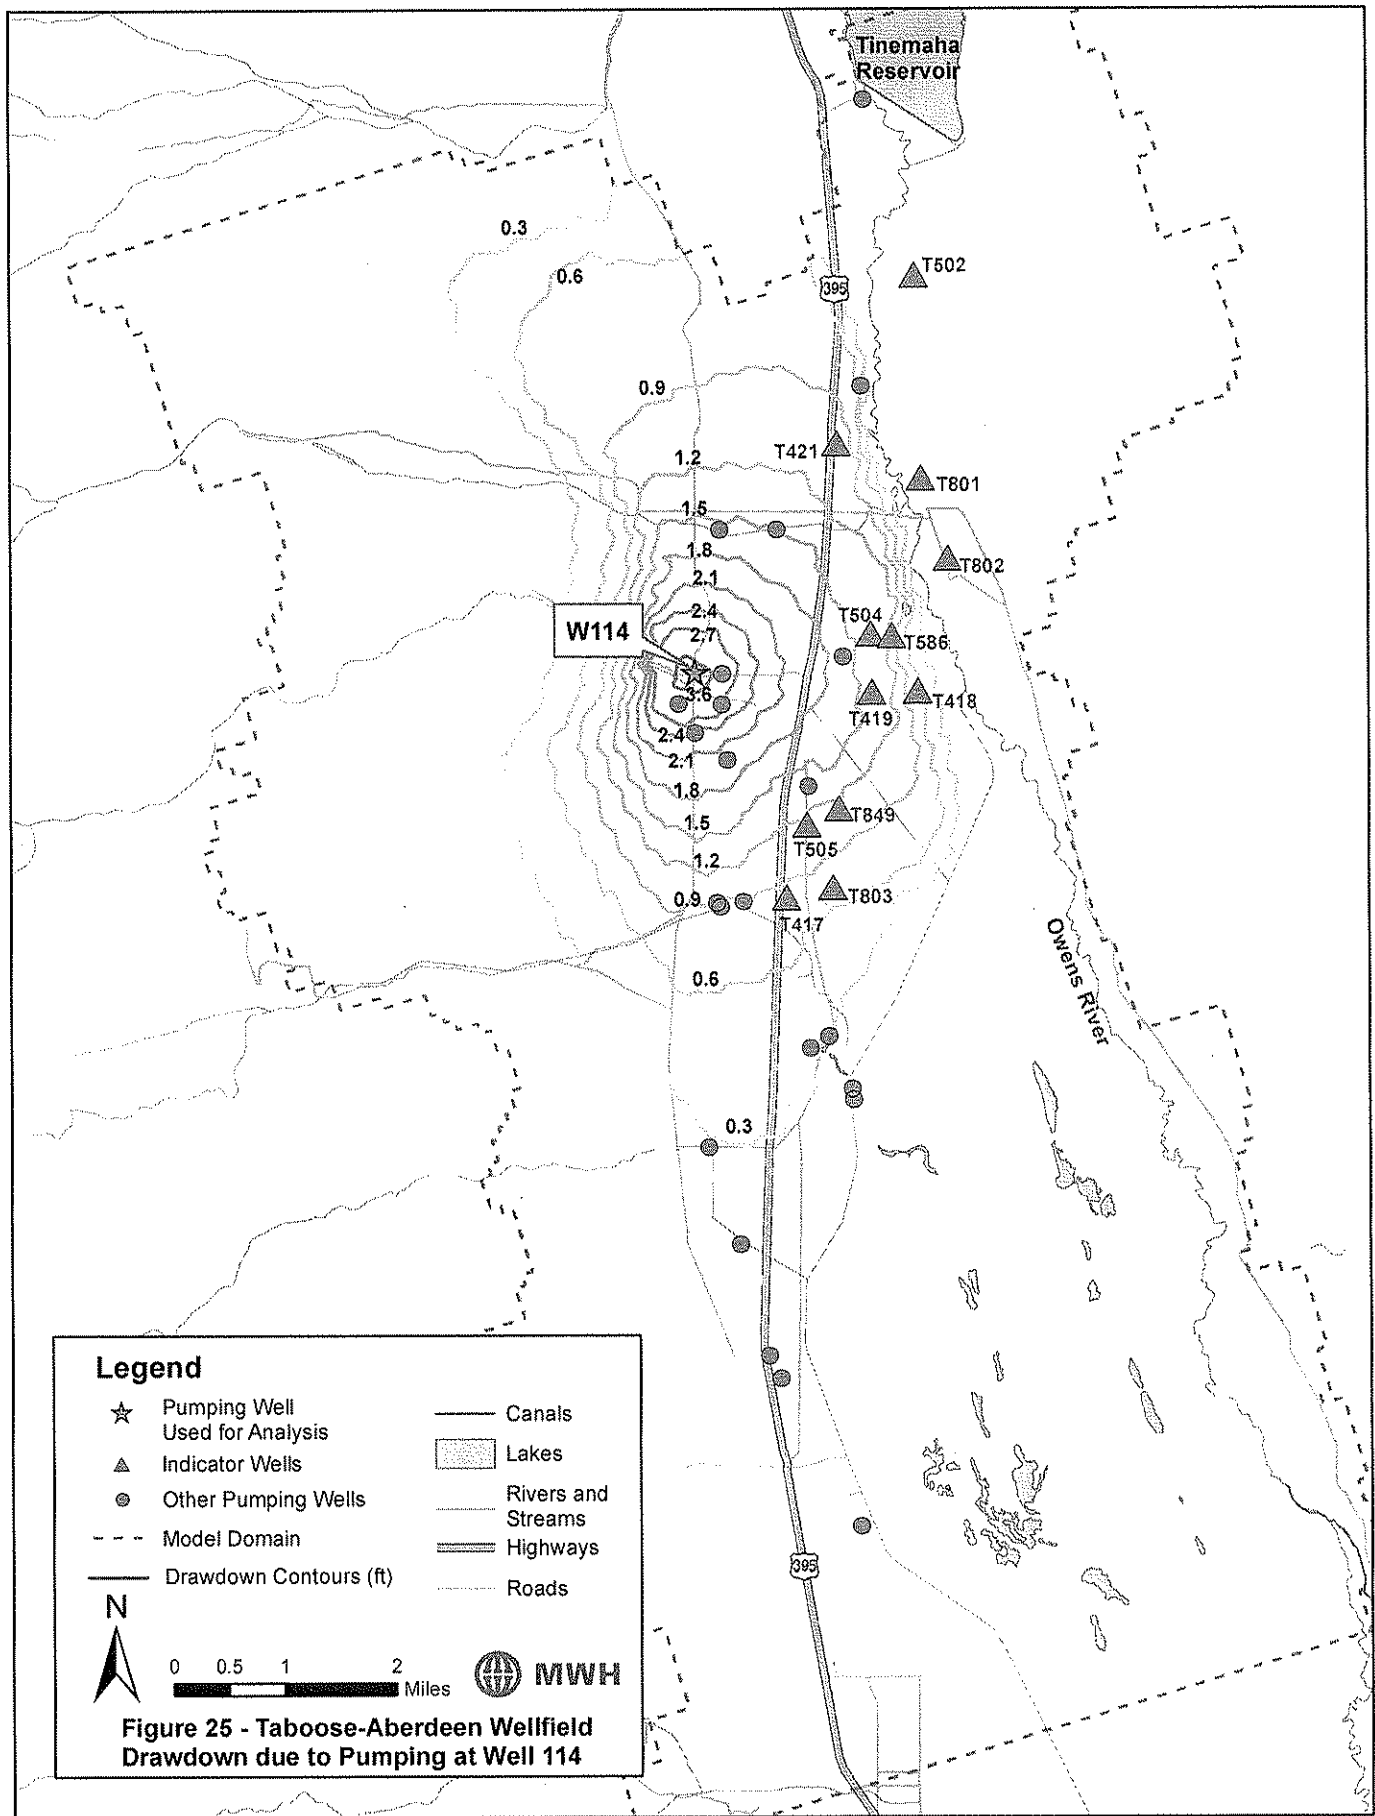 Tinemaha
Reservoir
0.3
T502
0.6
395
0.9
T421
1.2
T801
1.5
1.8
T802
2.1
2.4
T504
W114
2.7
T586
3.6
T419
T418
2.4
2.1
1.8
T849
1.5
T505
1.2
0.9
T803
T417
Owens River
0.6
0.3
Legend
Pumping Well
Used for Analysis
Indicator Wells
Other Pumping Wells
Model Domain
Drawdown Contours (ft)
Canals
Lakes
Rivers and
Streams
Highways
Roads
395
N
0 0.5 1 2
Miles
MWH
Figure 25 - Taboose-Aberdeen Wellfield
Drawdown due to Pumping at Well 114